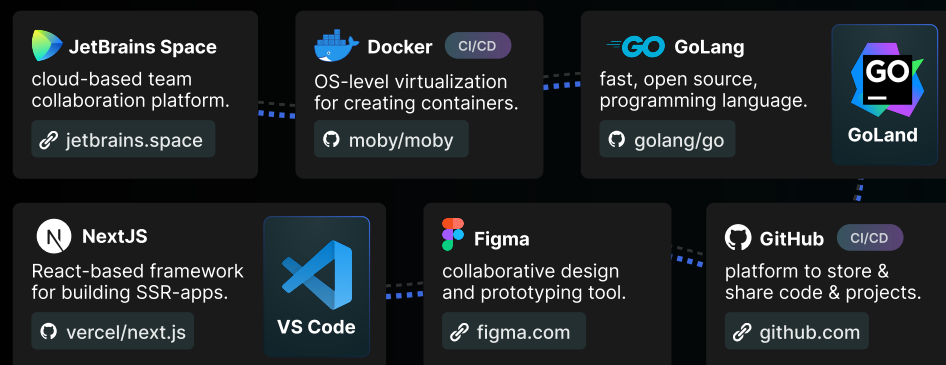 JetBrains Space
cloud-based team
collaboration platform.
jetbrains.space
Docker
CI/CD
OS-level virtualization
for creating containers.
moby/moby
GO
GoLang
fast, open source,
programming language.
golang/go
GO
GoLand
N
NextJS
React-based framework
for building SSR-apps.
vercel/next.js
VS Code
Figma
collaborative design
and prototyping tool.
figma.com
GitHub
CI/CD
platform to store &
share code & projects.
github.com